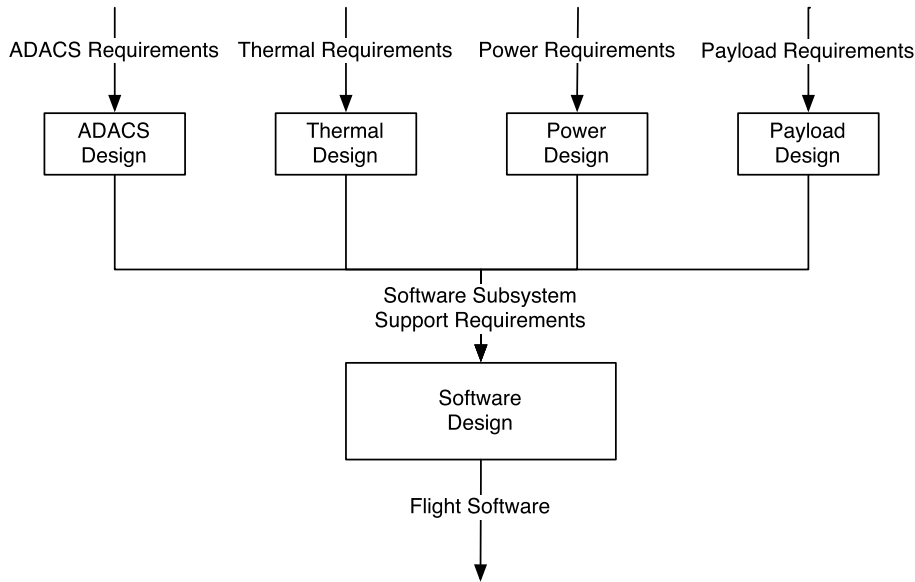 ADACS Requirements
Thermal Requirements
Power Requirements
Payload Requirements
ADACS
Design
Thermal
Design
Power
Design
Payload
Design
Software Subsystem
Support Requirements
Software
Design
Flight Software